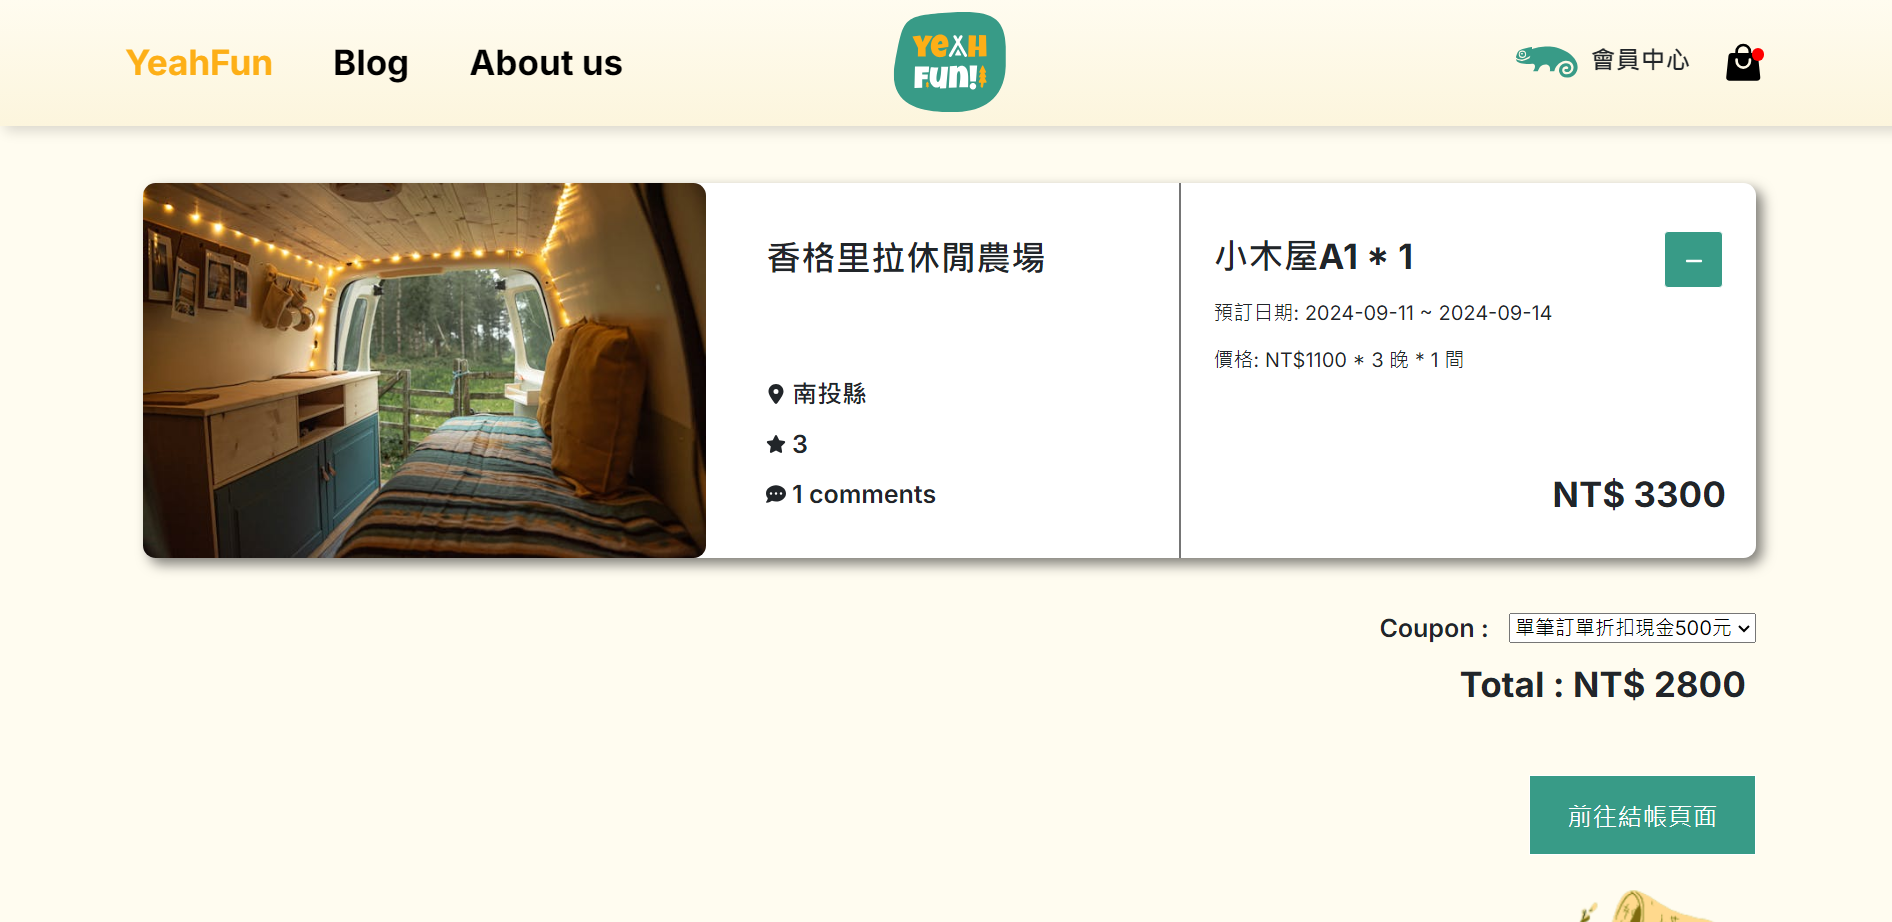 YeahFun
Blog
About us
YeAH
Fun!
會員中心
香格里拉休閒農場
南投縣
3
1 comments
小木屋A1 * 1
預訂日期: 2024-09-11 ~ 2024-09-14
價格: NT$1100 * 3 晚 * 1 間
NT$ 3300
Coupon :
單筆訂單折扣現金500元
Total : NT$ 2800
前往結帳頁面